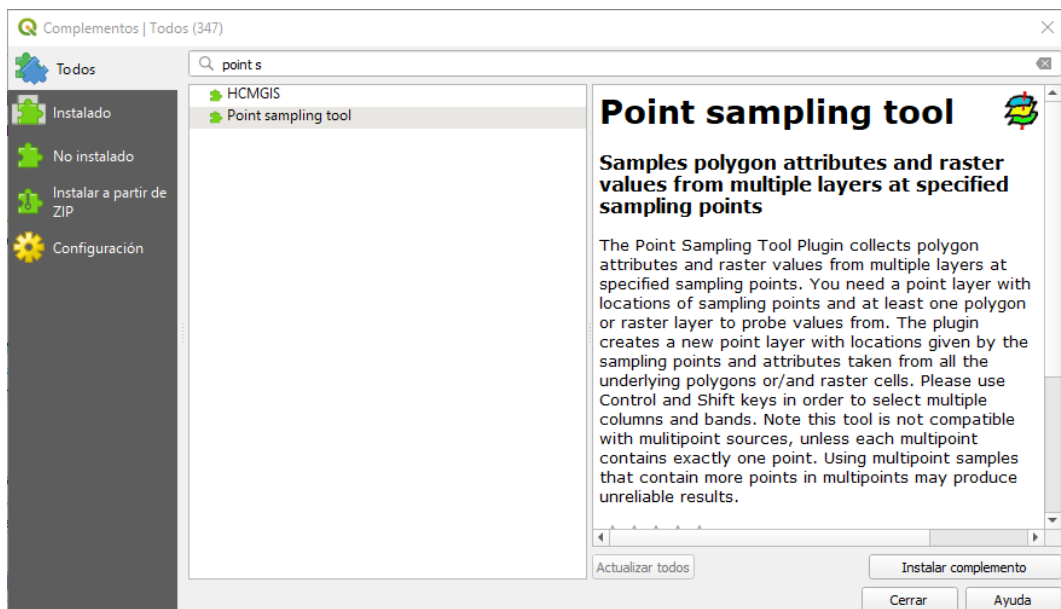 Complementos | Todos (347)
Todos
Instalado
No instalado
Instalar a partir de
ZIP
Configuración
point s
HCMGIS
Point sampling tool
Point sampling tool
Samples polygon attributes and raster
values from multiple layers at specified
sampling points
The Point Sampling Tool Plugin collects polygon
attributes and raster values from multiple layers at
specified sampling points. You need a point layer with
locations of sampling points and at least one polygon
or raster layer to probe values from. The plugin
creates a new point layer with locations given by the
sampling points and attributes taken from all the
underlying polygons or/and raster cells. Please use
Control and Shift keys in order to select multiple
columns and bands. Note this tool is not compatible
with mulitipoint sources, unless each multipoint
contains exactly one point. Using multipoint samples
that contain more points in multipoints may produce
unreliable results.
Actualizar todos
Instalar complemento
Cerrar
Ayuda